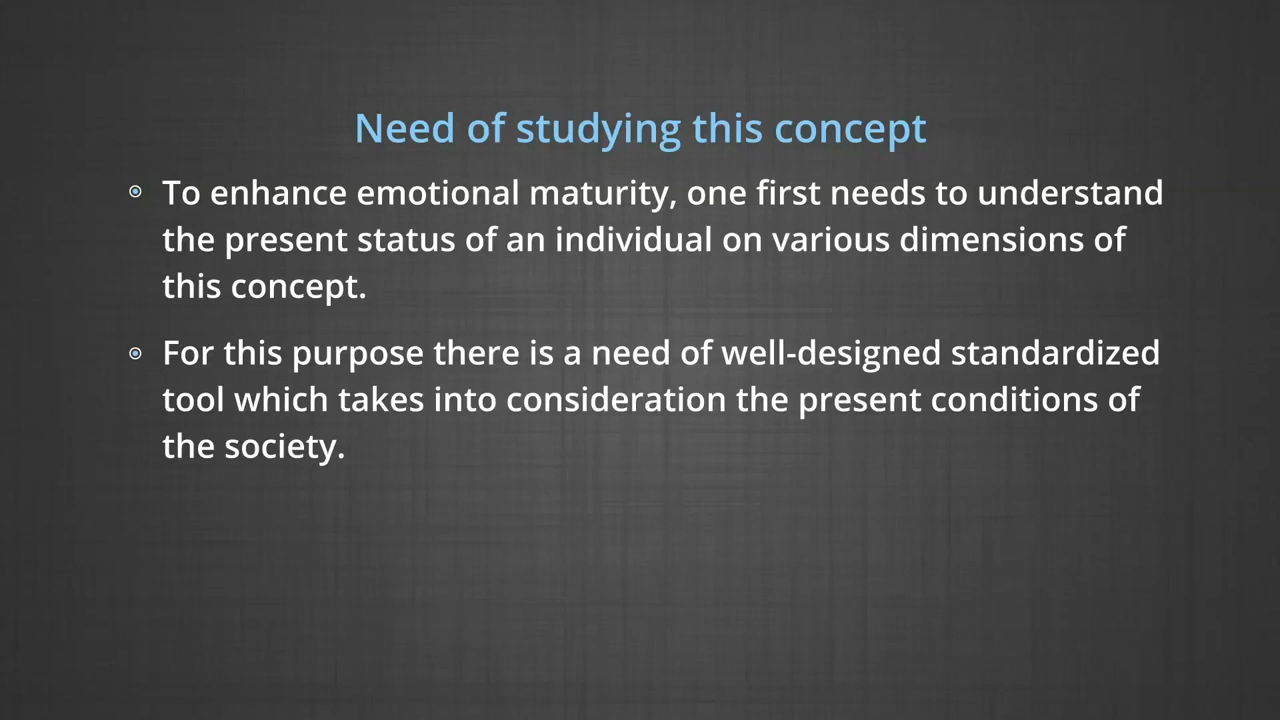 Need of studying this concept
To enhance emotional maturity, one first needs to understand
the present status of an individual on various dimensions of
this concept.
For this purpose there is a need of well-designed standardized
tool which takes into consideration the present conditions of
the society.